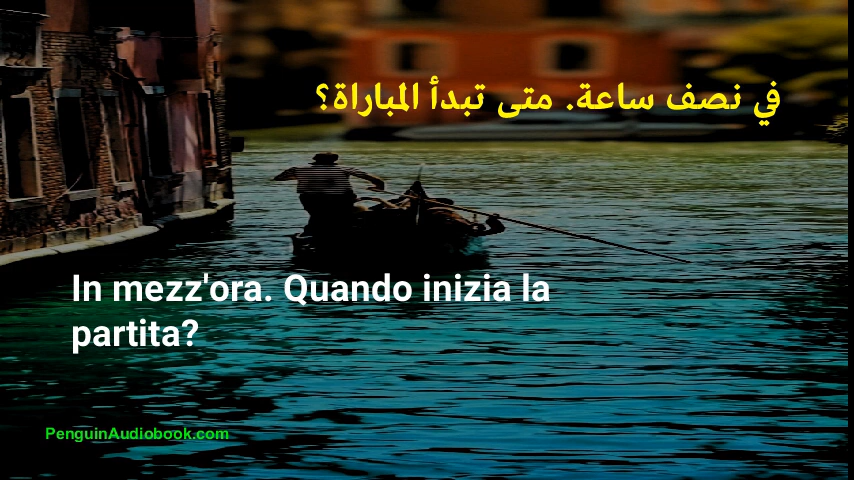 في نصف ساعة. متى تبدأ المباراة؟
In mezz'ora. Quando inizia la
partita?
PenguinAudiobook.com